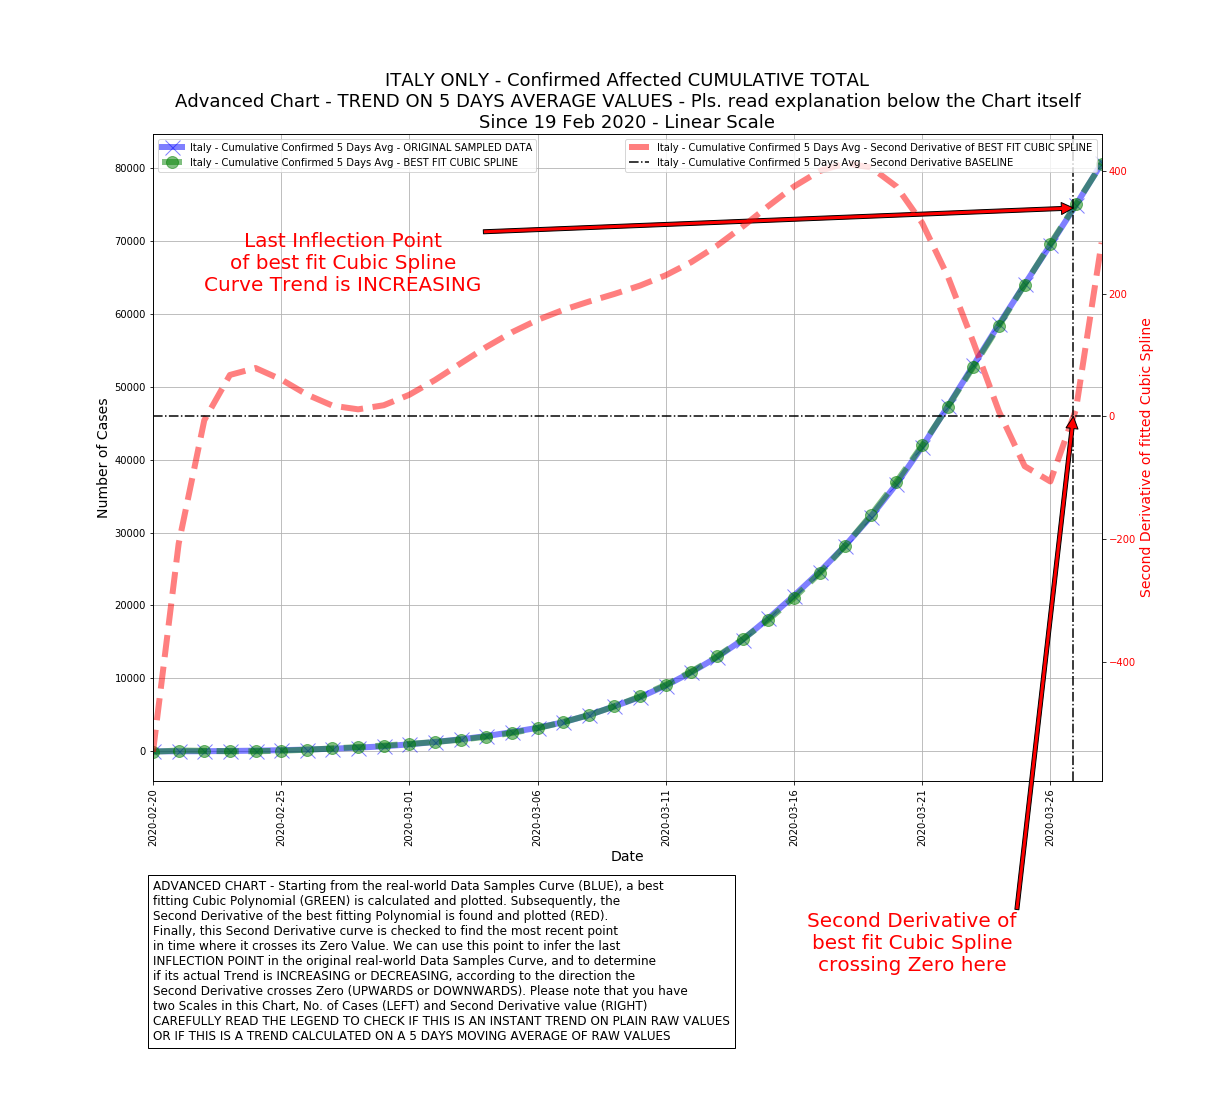 ITALY ONLY - Confirmed Affected CUMULATIVE TOTAL
Advanced Chart - TREND ON 5 DAYS AVERAGE VALUES - Pls. read explanation below the Chart itself
Since 19 Feb 2020 - Linear Scale
Italy - Cumulative Confirmed 5 Days Avg - ORIGINAL SAMPLED DATA
Italy - Cumulative Confirmed 5 Days Avg - BEST FIT CUBIC SPLINE
Italy - Cumulative Confirmed 5 Days Avg - Second Derivative of BEST FIT CUBIC SPLINE
Italy - Cumulative Confirmed 5 Days Avg - Second Derivative BASELINE
Last Inflection Point
of best fit Cubic Spline
Curve Trend is INCREASING
Number of Cases
80000
70000
60000
50000
40000
30000
20000
10000
0
400
200
0
−200
−400
Second Derivative of fitted Cubic Spline
2020-02-20
2020-02-25
2020-03-01
2020-03-06
2020-03-11
2020-03-16
2020-03-21
2020-03-26
Date
ADVANCED CHART - Starting from the real-world Data Samples Curve (BLUE), a best
fitting Cubic Polynomial (GREEN) is calculated and plotted. Subsequently, the
Second Derivative of the best fitting Polynomial is found and plotted (RED).
Finally, this Second Derivative curve is checked to find the most recent point
in time where it crosses its Zero Value. We can use this point to infer the last
INFLECTION POINT in the original real-world Data Samples Curve, and to determine
if its actual Trend is INCREASING or DECREASING, according to the direction the
Second Derivative crosses Zero (UPWARDS or DOWNWARDS). Please note that you have
two Scales in this Chart, No. of Cases (LEFT) and Second Derivative value (RIGHT)
CAREFULLY READ THE LEGEND TO CHECK IF THIS IS AN INSTANT TREND ON PLAIN RAW VALUES
OR IF THIS IS A TREND CALCULATED ON A 5 DAYS MOVING AVERAGE OF RAW VALUES
Second Derivative of
best fit Cubic Spline
crossing Zero here